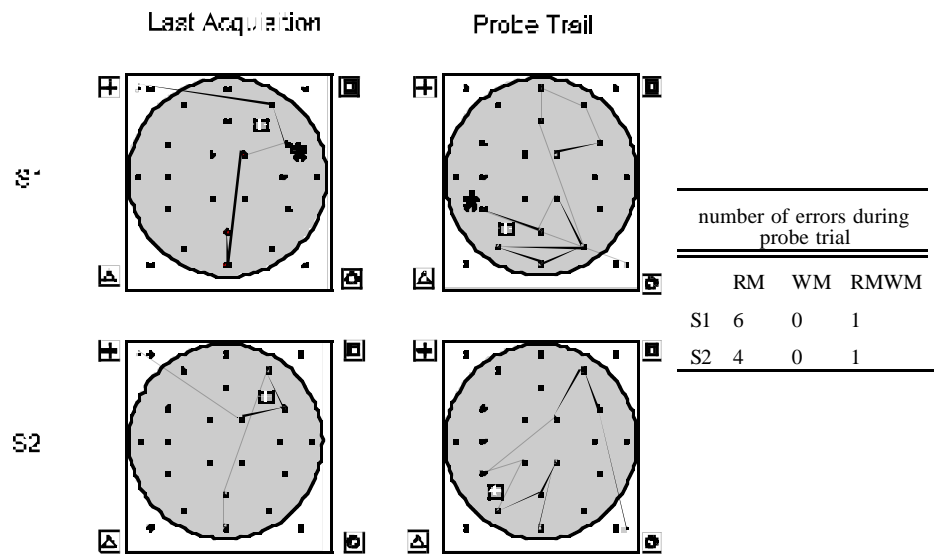 Last Acquisition
Probe Trail
S1
number of errors during
probe trial
RM WM RMWM
S1 6 0 1
S2 4 0 1
S2